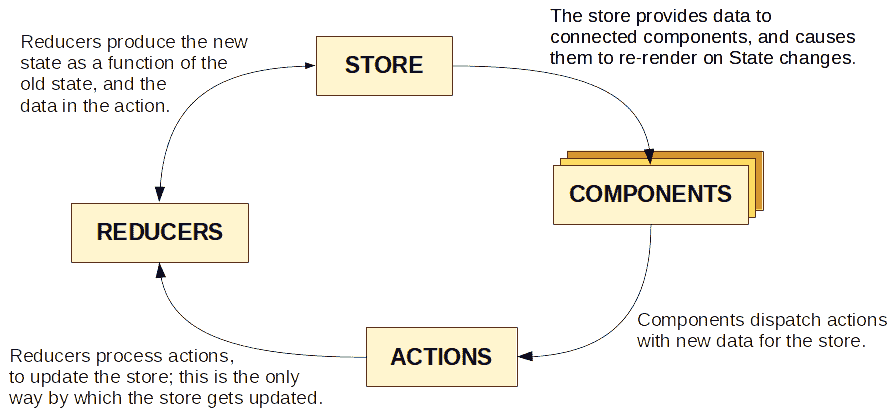 The store provides data to
connected components, and causes
them to re-render on State changes.
Reducers produce the new
state as a function of the
old state, and the
data in the action.
STORE
COMPONENTS
REDUCERS
Components dispatch actions
with new data for the store.
ACTIONS
Reducers process actions,
to update the store; this is the only
way by which the store gets updated.